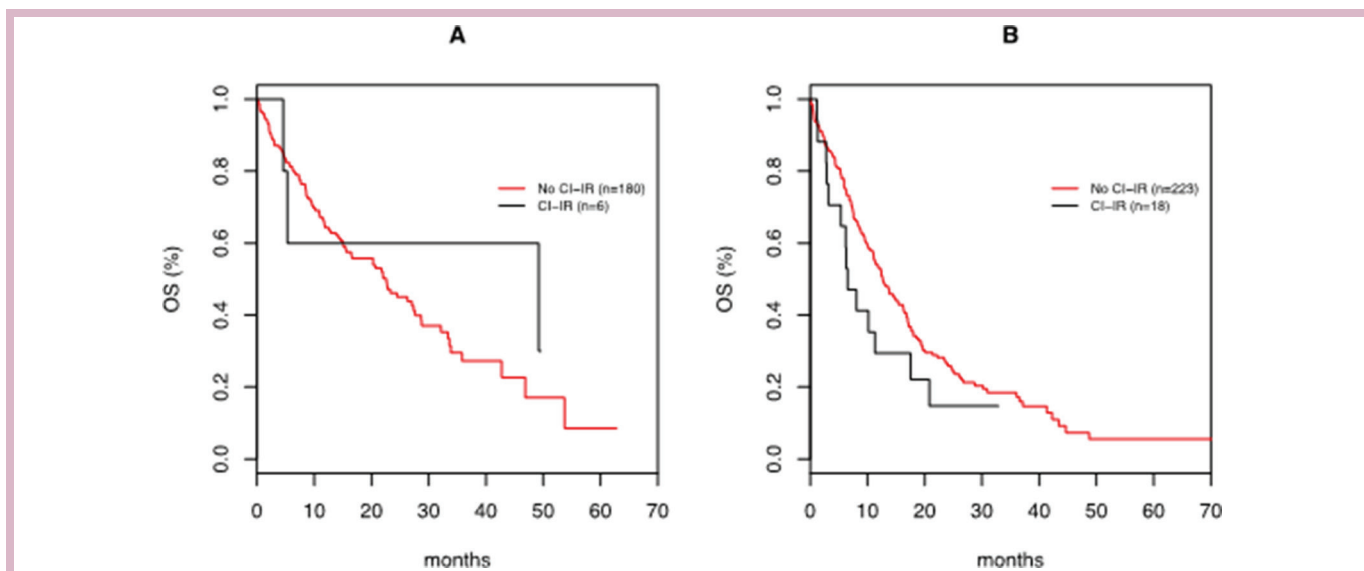 A
OS (%)
1.0
0.8
0.6
0.4
0.2
0.0
No CI-IR (n=180)
CI-IR (n=6)
0 10 20 30 40 50 60 70
months
B
OS (%)
1.0
0.8
0.6
0.4
0.2
0.0
No CI-IR (n=223)
CI-IR (n=18)
0 10 20 30 40 50 60 70
months